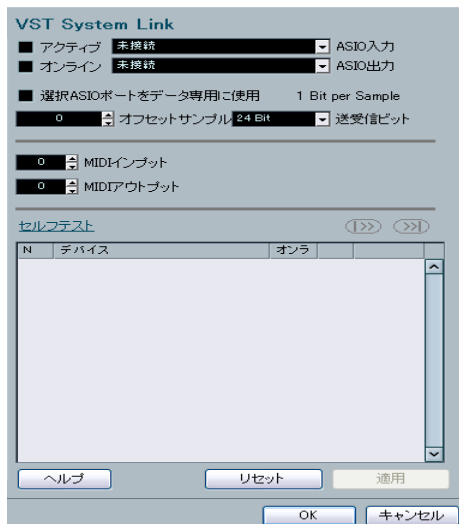 VST System Link
アクティブ 未接続 ASIO入力
オンライン 未接続 ASIO出力
選択ASIOポートをデータ専用に使用 1 Bit per Sample
0 オフセットサンプル 24 Bit 送受信ビット
0 MIDIインプット
0 MIDIアウトプット
セルフテスト
N デバイス オンラ
ヘルプ リセット 適用
OK キャンセル